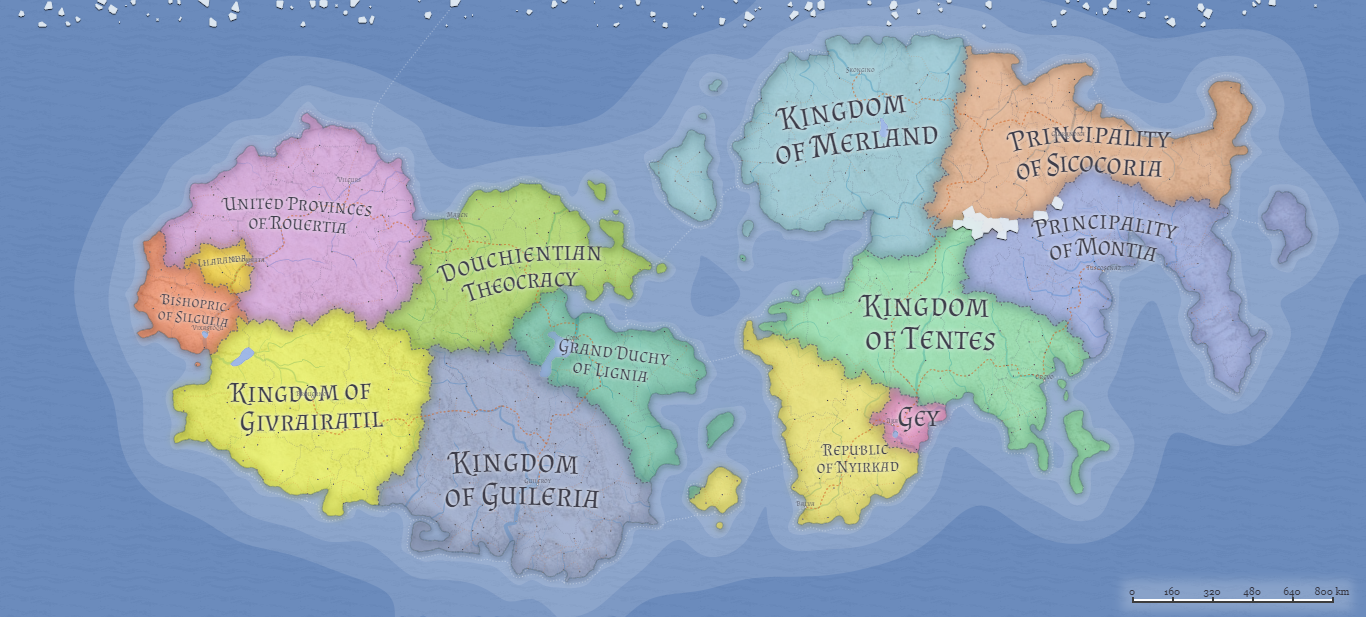 Kingdom
of Merland
Principality
of Sicocoria
United Provinces
of Rouertia
Principality
of Montia
Douchientian
Theocracy
Lharanda
Bishopric
of Silgulia
Kingdom
of Tentes
Grand Duchy
of Lignia
Kingdom of
Givrairatil
Gey
Republic
of Nyirkad
Kingdom
of Guileria
0 160 320 480 640 800 km